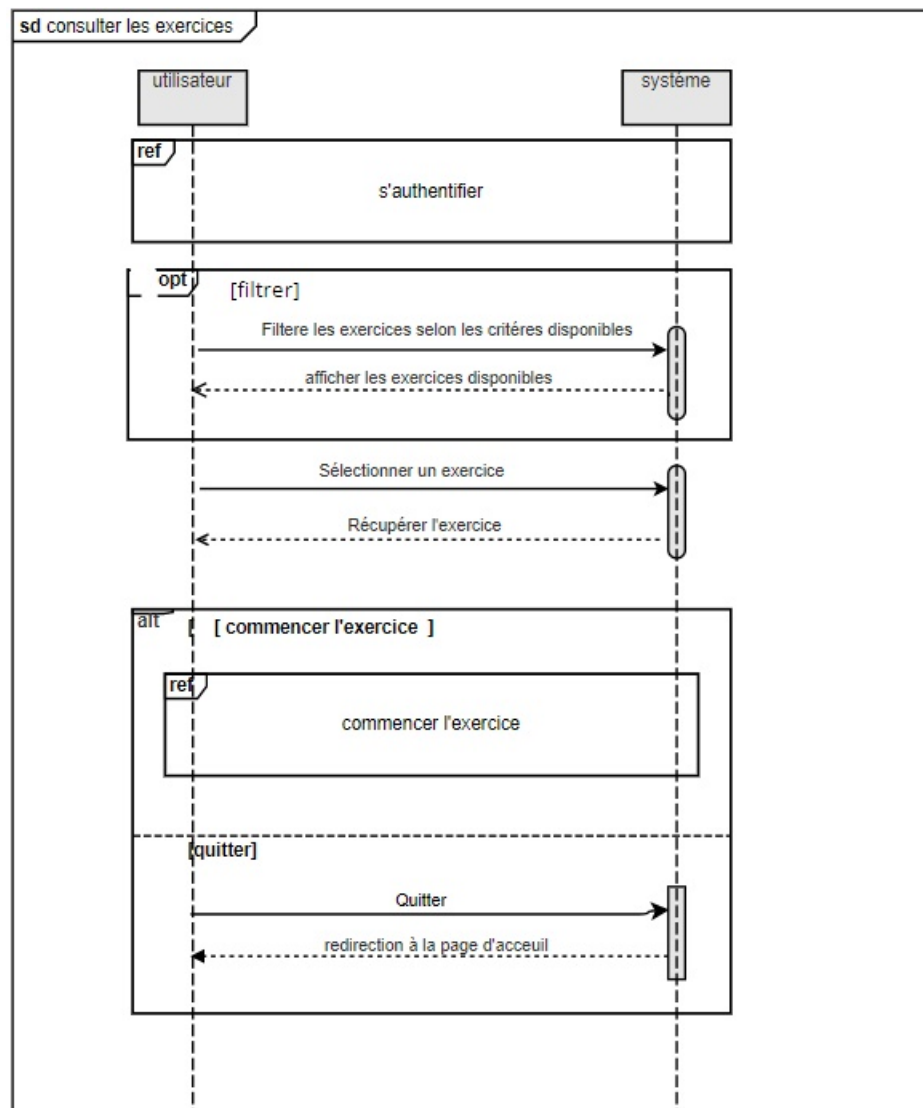 sd consulter les exercices
utilisateur
systéme
ref
s'authentifier
opt
[filtrer]
Filtere les exercices selon les critéres disponibles
afficher les exercices disponibles
Sélectionner un exercice
Récupérer l'exercice
alt
[ [ commencer l'exercice ]
ref
commencer l'exercice
[quitter]
Quitter
redirection à la page d'acceuil